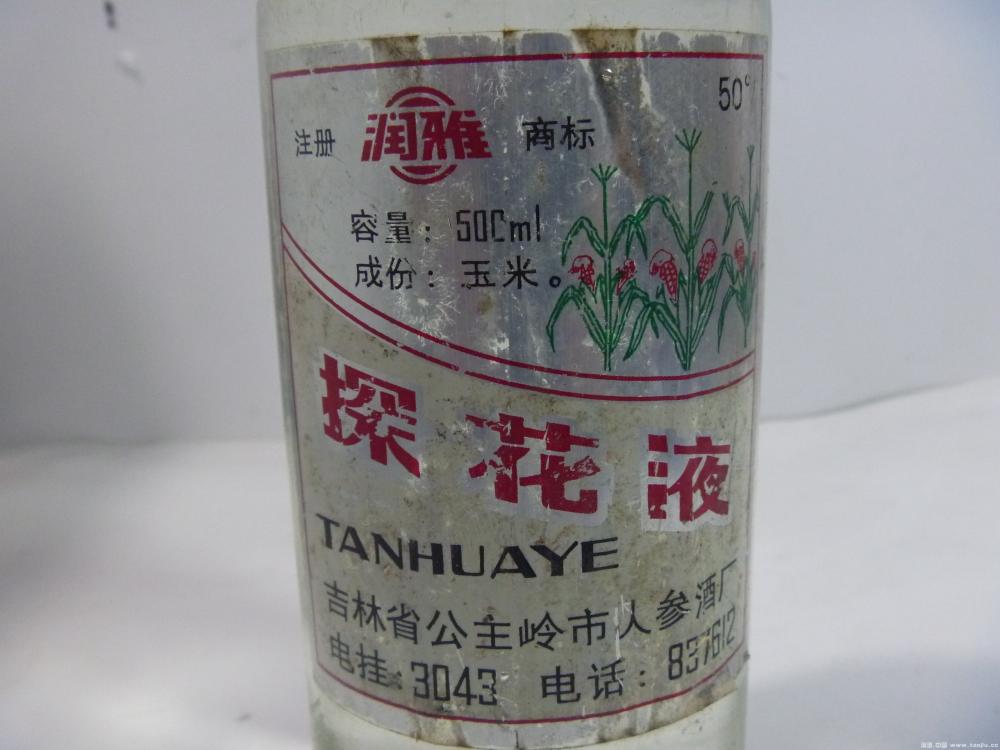 50°
注册 润雅 商标
容量：500ml
成份：玉米。
探花液
TANHUAYE
吉林省公主岭市人参酒厂
电挂：3043 电话：837612